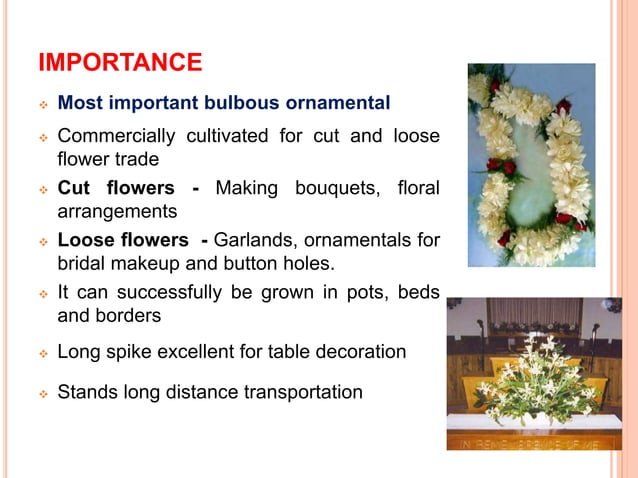 IMPORTANCE
❖ Most important bulbous ornamental
❖ Commercially cultivated for cut and loose
flower trade
❖ Cut flowers - Making bouquets, floral
arrangements
❖ Loose flowers - Garlands, ornamentals for
bridal makeup and button holes.
❖ It can successfully be grown in pots, beds
and borders
❖ Long spike excellent for table decoration
❖ Stands long distance transportation
IN REMEMBRENCE OF ME